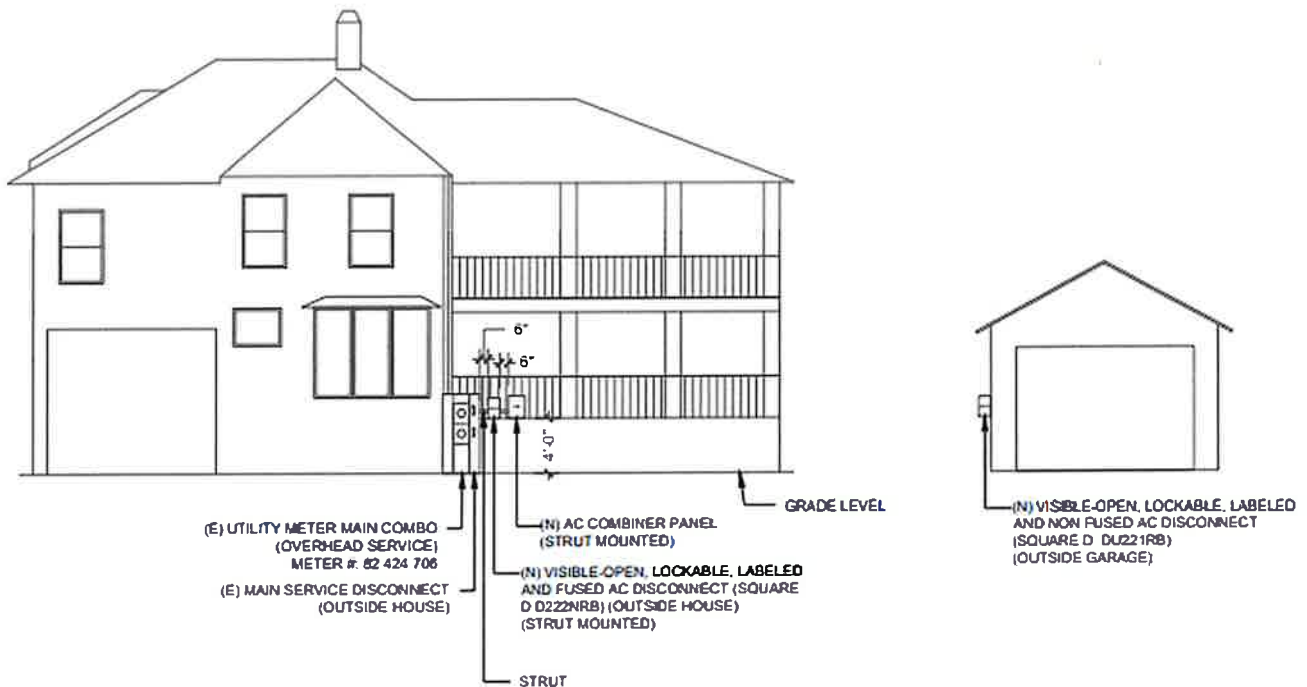 6"
6"
4'-0"
GRADE LEVEL
(E) UTILITY METER MAIN COMBO
(OVERHEAD SERVICE)
METER #: 82 424 706
(E) MAIN SERVICE DISCONNECT
(OUTSIDE HOUSE)
(N) AC COMBINER PANEL
(STRUT MOUNTED)
(N) VISIBLE-OPEN, LOCKABLE, LABELED
AND FUSED AC DISCONNECT (SQUARE
D D222NRB) (OUTSIDE HOUSE)
(STRUT MOUNTED)
STRUT
(N) VISIBLE-OPEN, LOCKABLE, LABELED
AND NON FUSED AC DISCONNECT
(SQUARE D DU221RB)
(OUTSIDE GARAGE)